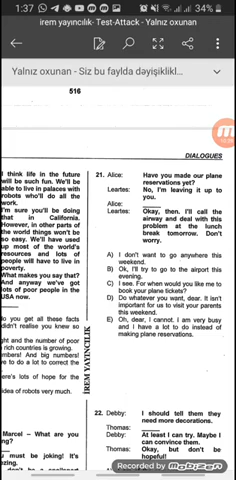 1:37
34%
irem yayıncılık- Test-Attack - Yalnız oxunan
Yalnız oxunan - Siz bu faylda dəyişiklikl...
516
DIALOGUES
I think life in the future
will be such fun. We'll be
able to live in palaces with
robots who'll do all the
work.
I'm sure you'll be doing
that in California.
However, in other parts of
the world things won't be
so easy. We'll have used
up most of the world's
resources and lots of
people will have to live in
poverty.
What makes you say that?
And anyway we've got
lots of poor people in the
USA now.
do you get all these facts
didn't realise you knew so
ght and the number of poor
rich countries is growing.
mbers! And big numbers!
ve to do a lot to correct the
ere's lots of hope for the
idea of robots very much.
Marcel – What are you
ng?
u must be joking! It's
ezing.
İREM YAYINCILIK
21. Alice: Have you made our plane
reservations yet?
Leartes: No, I'm leaving it up to
you.
Alice: ____
Leartes: Okay, then. I'll call the
airway and deal with this
problem at the lunch
break tomorrow. Don't
worry.
A) I don't want to go anywhere this
weekend.
B) Ok, I'll try to go to the airport this
evening.
C) I see. For when would you like me to
book your plane tickets?
D) Do whatever you want, dear. It isn't
important for us to visit your parents
this weekend.
E) Oh, dear, I cannot. I am very busy
and I have a lot to do instead of
making plane reservations.
22. Debby: I should tell them they
need more decorations.
Thomas: ____
Debby: At least I can try. Maybe I
can convince them.
Thomas: Okay, but don't be
hopeful!
Recorded by mobizen